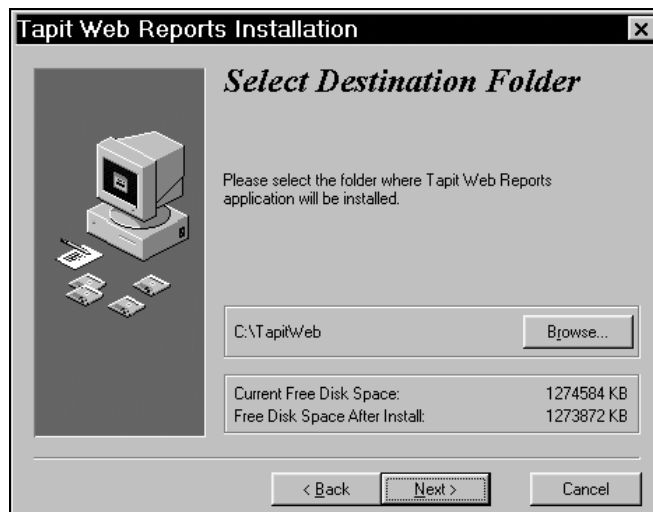 Tapit Web Reports Installation
Select Destination Folder
Please select the folder where Tapit Web Reports
application will be installed.
C:\TapitWeb
Browse...
Current Free Disk Space: 1274584 KB
Free Disk Space After Install: 1273872 KB
< Back
Next >
Cancel